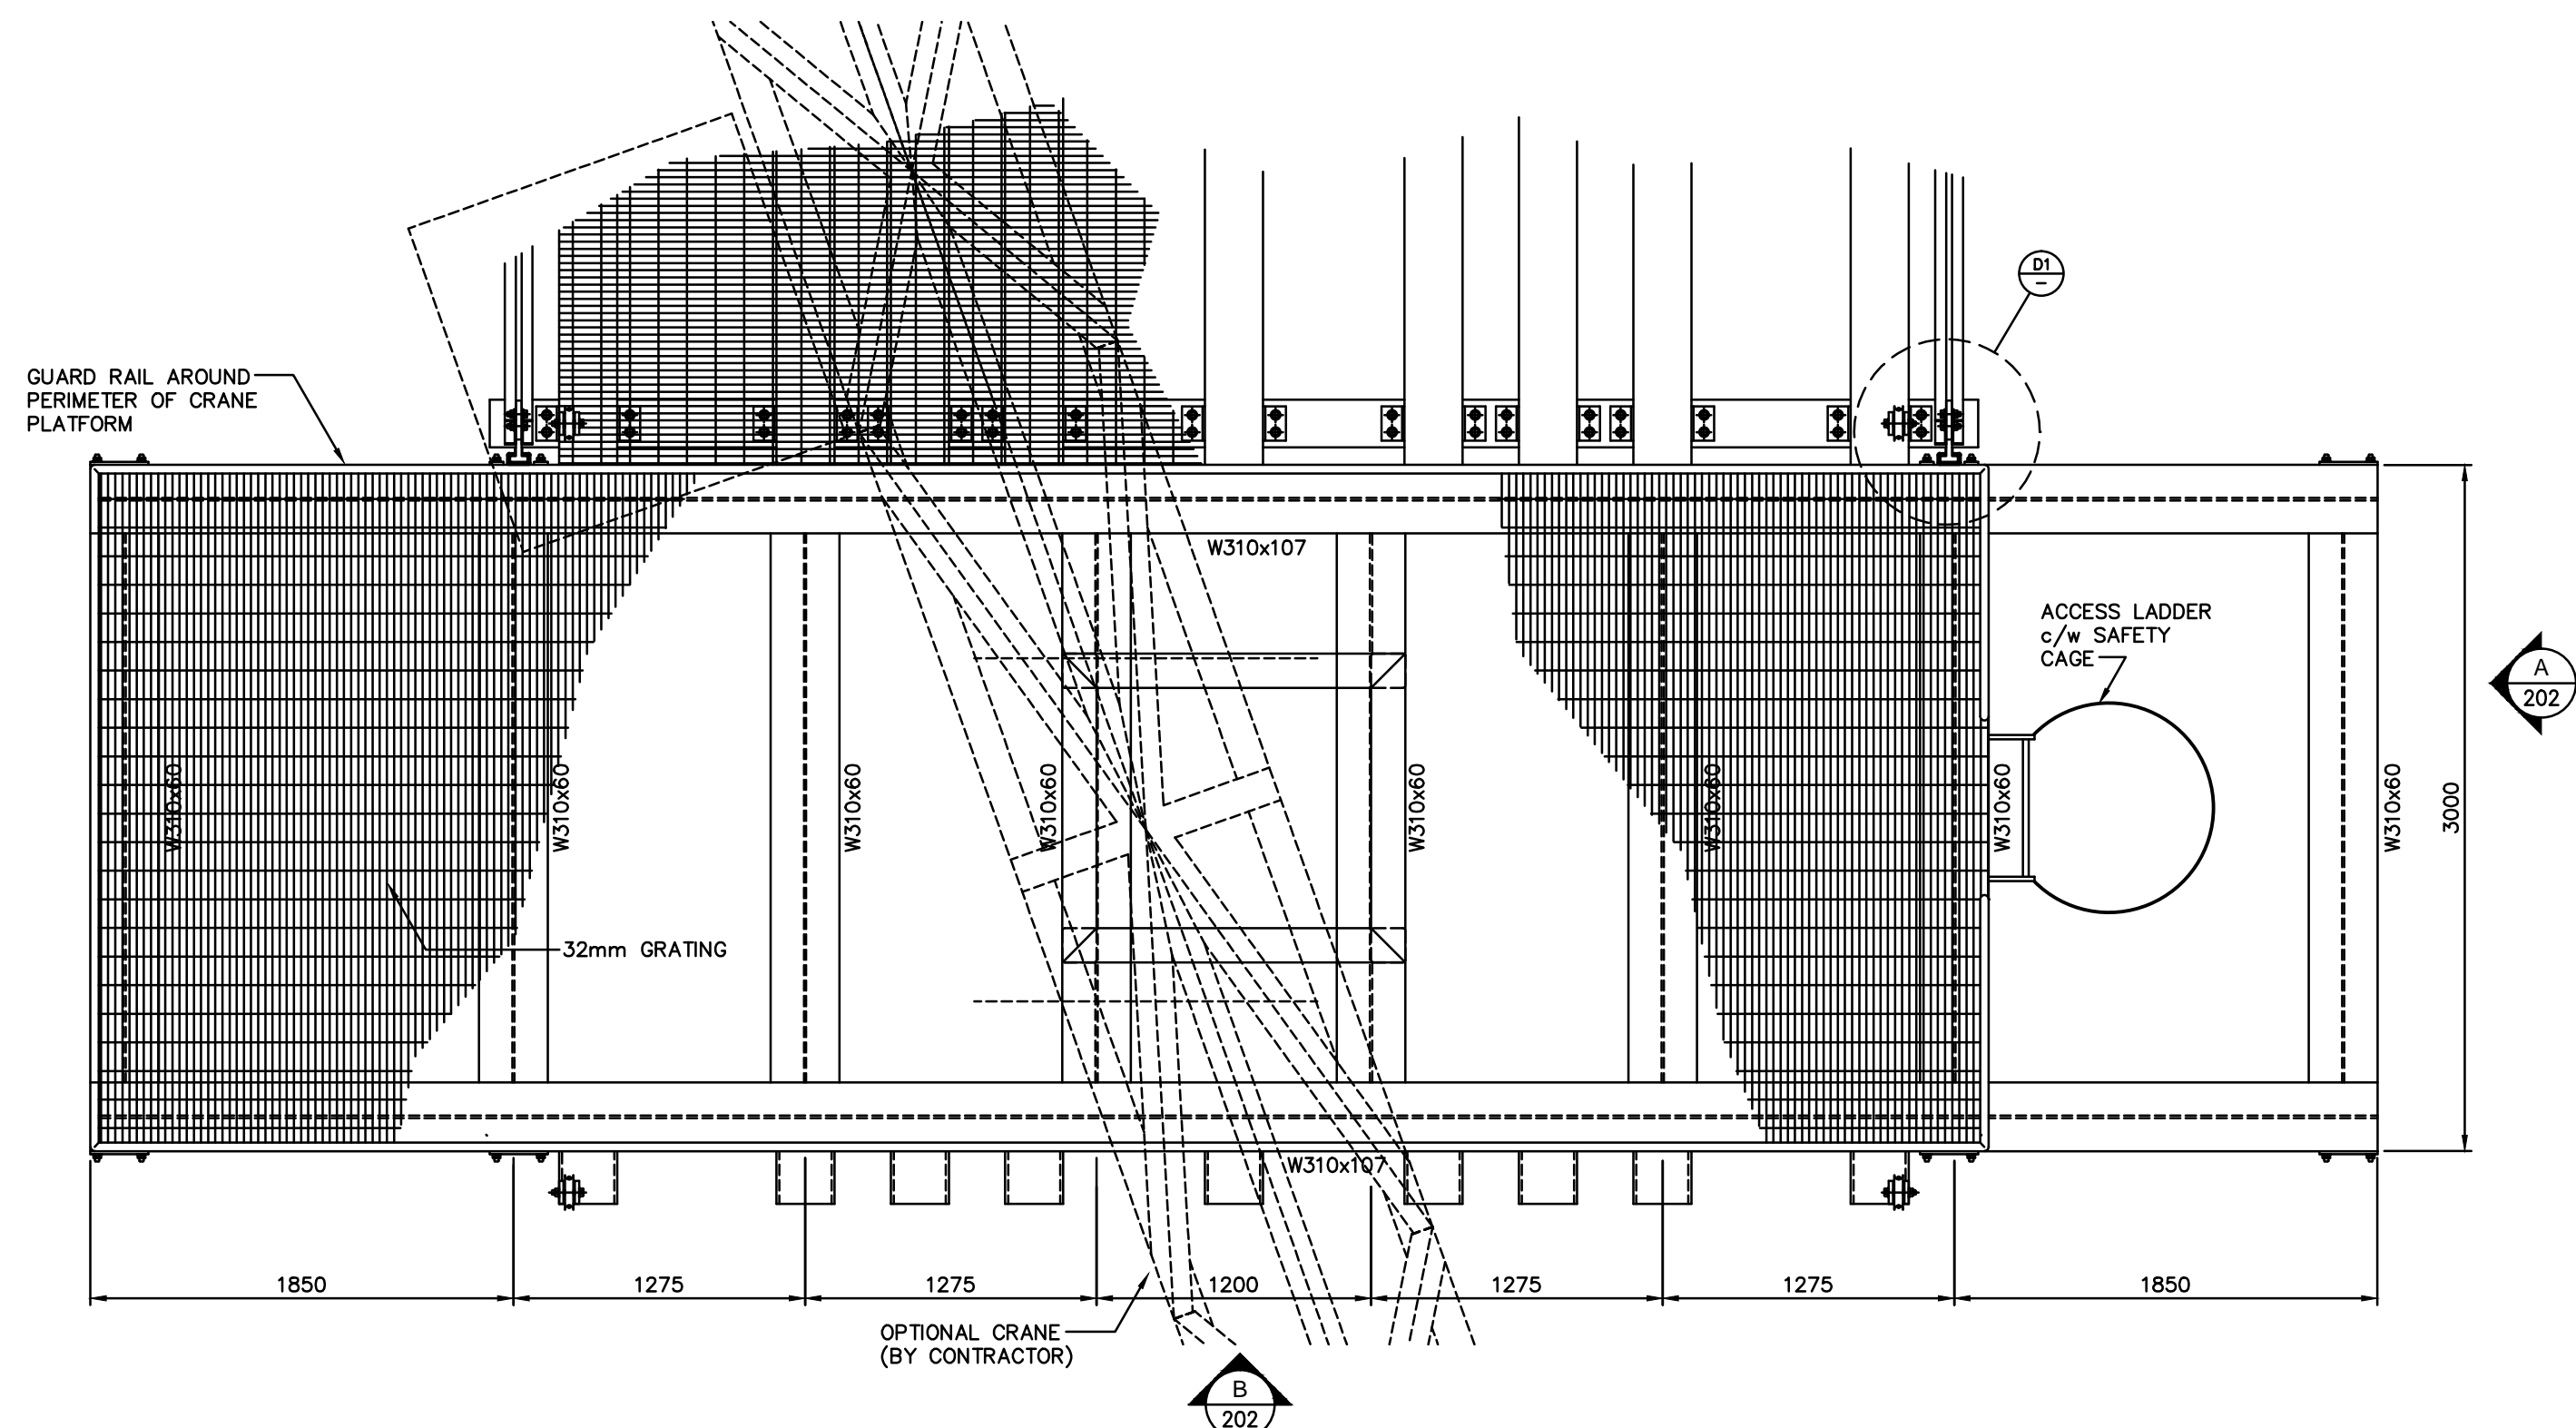 D1
–
GUARD RAIL AROUND
PERIMETER OF CRANE
PLATFORM
W310x107
ACCESS LADDER
c/w SAFETY
CAGE
A
202
W310x60
W310x60
W310x60
W310x60
W310x60
W310x60
W310x60
W310x60
3000
32mm GRATING
W310x107
1850
1275
1275
1200
1275
1275
1850
OPTIONAL CRANE
(BY CONTRACTOR)
B
202